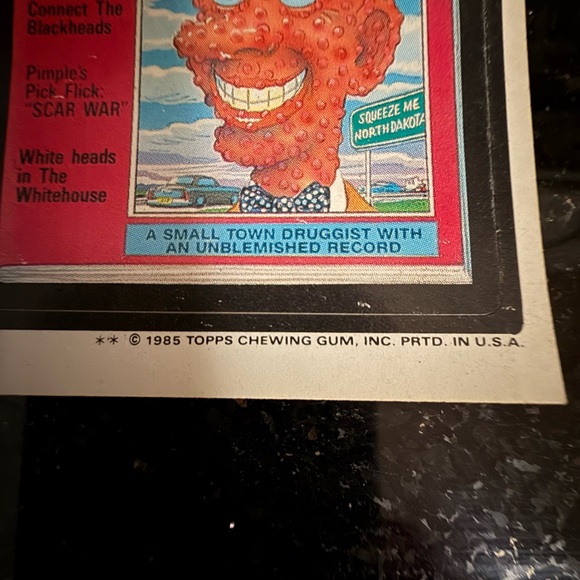 Connect The
Blackheads
Pimple's
Pick Flick:
"SCAR WAR"
White heads
in The
Whitehouse
SQUEEZE ME
NORTH DAKOTA
A SMALL TOWN DRUGGIST WITH
AN UNBLEMISHED RECORD
** © 1985 TOPPS CHEWING GUM, INC. PRTD. IN U.S.A.